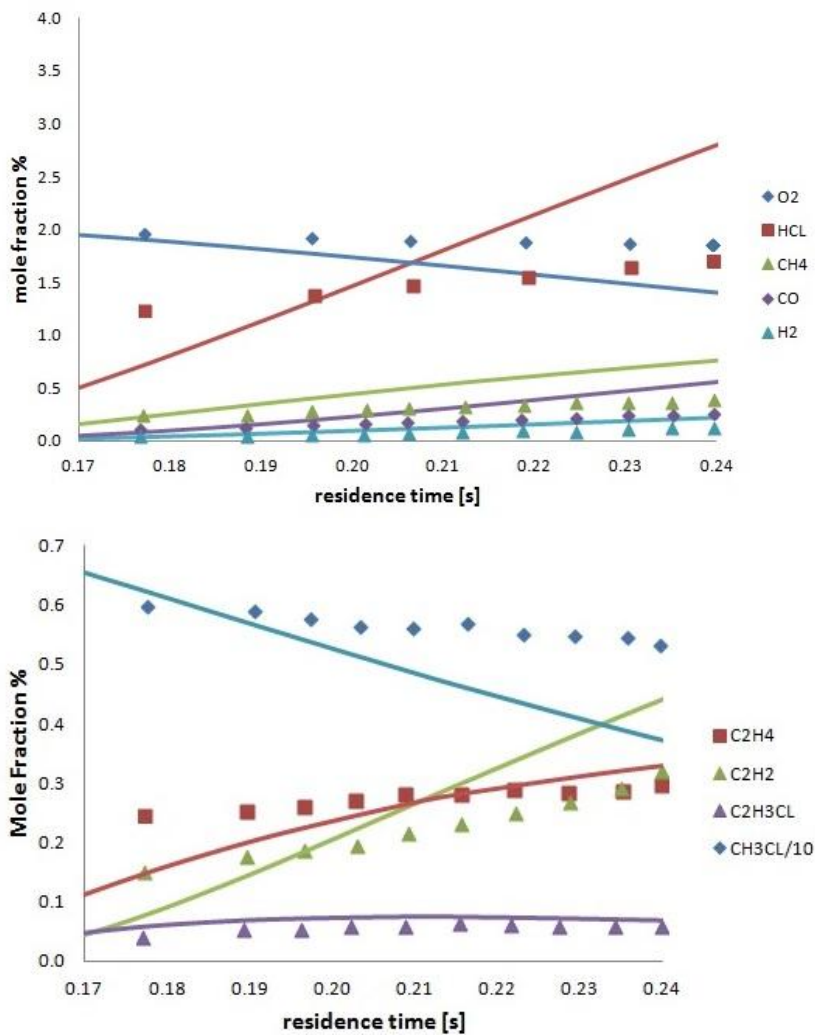 4.0
3.5
3.0
2.5
2.0
1.5
1.0
0.5
0.0
mole fraction %
0.17 0.18 0.19 0.20 0.21 0.22 0.23 0.24
residence time [s]
O2
HCL
CH4
CO
H2
0.7
0.6
0.5
0.4
0.3
0.2
0.1
0.0
Mole Fraction %
0.17 0.18 0.19 0.20 0.21 0.22 0.23 0.24
residence time [s]
C2H4
C2H2
C2H3CL
CH3CL/10